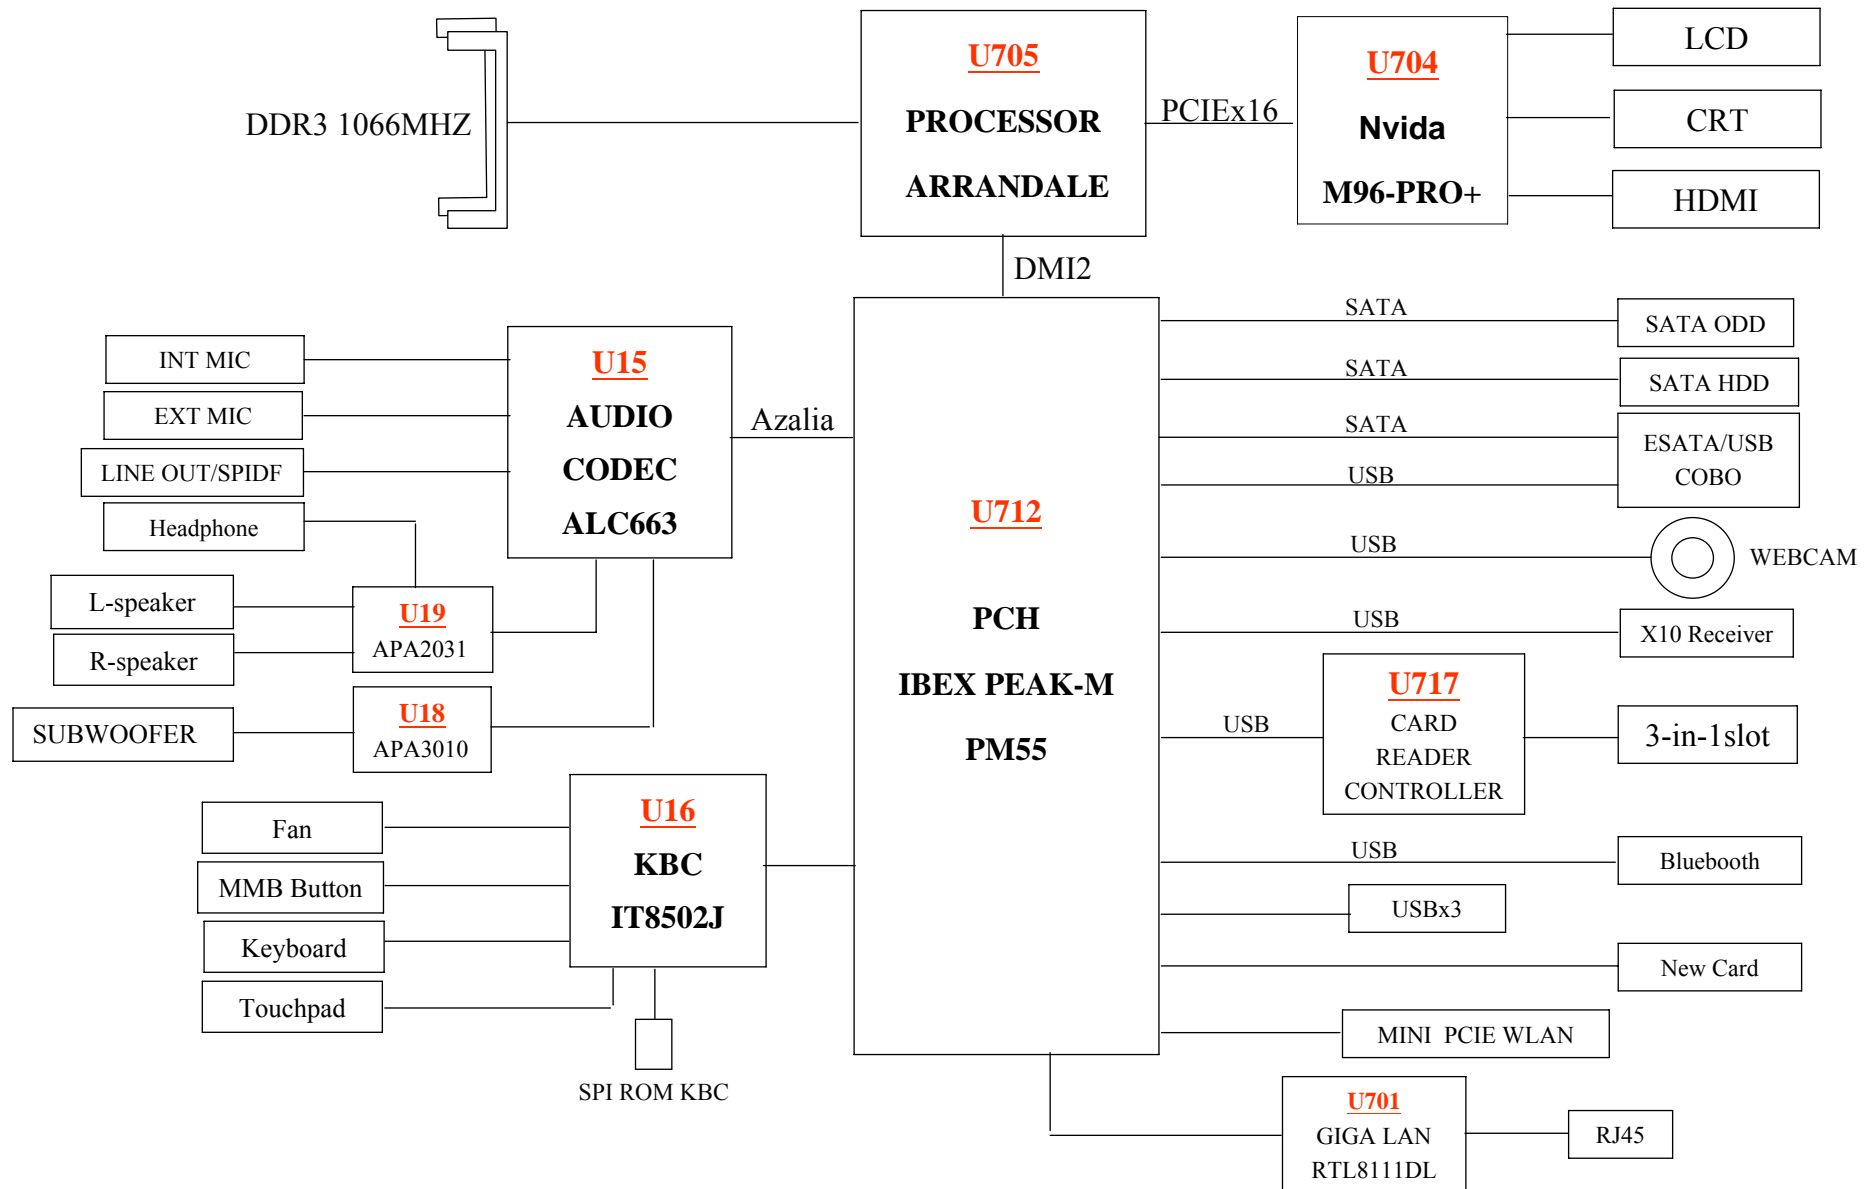 DDR3 1066MHZ
U705
PROCESSOR
ARRANDALE
PCIEx16
U704
Nvida
M96-PRO+
LCD
CRT
HDMI
DMI2
INT MIC
EXT MIC
LINE OUT/SPIDF
Headphone
L-speaker
R-speaker
SUBWOOFER
U15
AUDIO
CODEC
ALC663
Azalia
U19
APA2031
U18
APA3010
Fan
MMB Button
Keyboard
Touchpad
U16
KBC
IT8502J
SPI ROM KBC
U712
PCH
IBEX PEAK-M
PM55
SATA
SATA ODD
SATA
SATA HDD
SATA
USB
ESATA/USB
COBO
USB
WEBCAM
USB
X10 Receiver
USB
U717
CARD
READER
CONTROLLER
3-in-1slot
USB
Bluebooth
USBx3
New Card
MINI PCIE WLAN
U701
GIGA LAN
RTL8111DL
RJ45